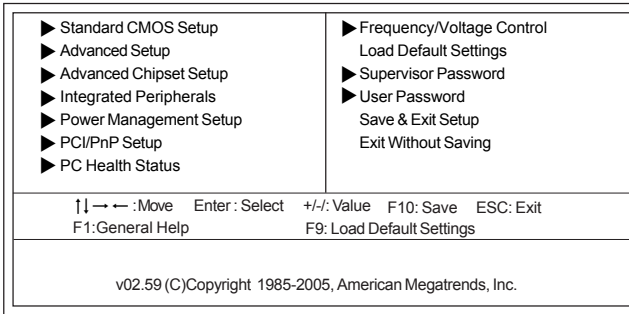 ▶ Standard CMOS Setup
▶ Advanced Setup
▶ Advanced Chipset Setup
▶ Integrated Peripherals
▶ Power Management Setup
▶ PCI/PnP Setup
▶ PC Health Status
▶ Frequency/Voltage Control
Load Default Settings
▶ Supervisor Password
▶ User Password
Save & Exit Setup
Exit Without Saving
↑↓→← :Move Enter : Select +/-/: Value F10: Save ESC: Exit
F1:General Help F9: Load Default Settings
v02.59 (C)Copyright 1985-2005, American Megatrends, Inc.